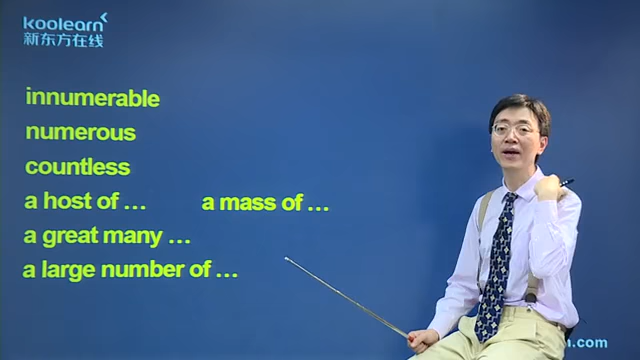 koolearn
新东方在线
innumerable
numerous
countless
a host of … a mass of …
a great many …
a large number of …
n.com